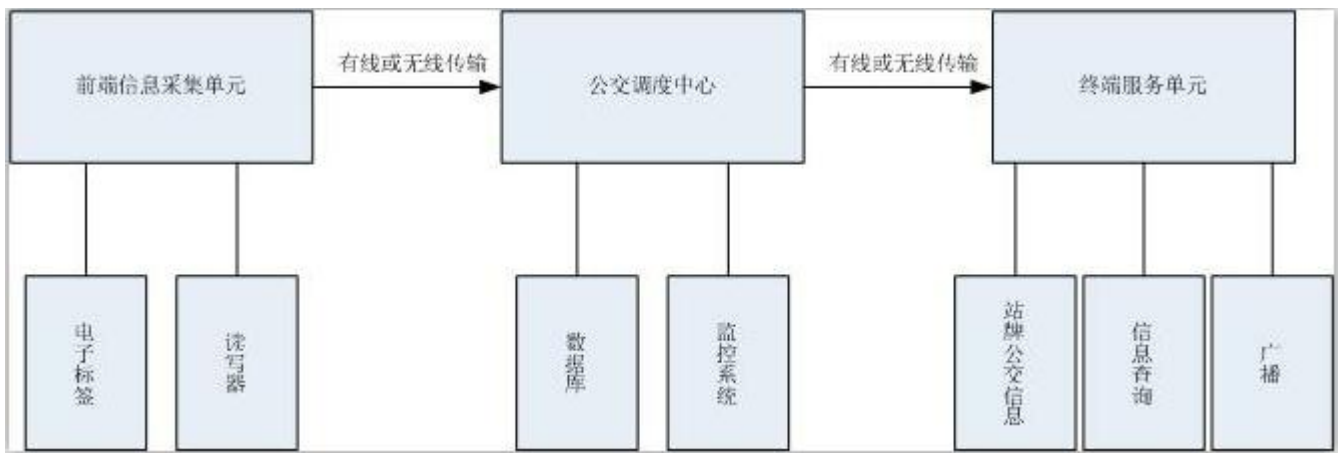 前端信息采集单元
有线或无线传输
公交调度中心
有线或无线传输
终端服务单元
电子标签
读写器
数据库
监控系统
站牌公交信息
信息查询
广播